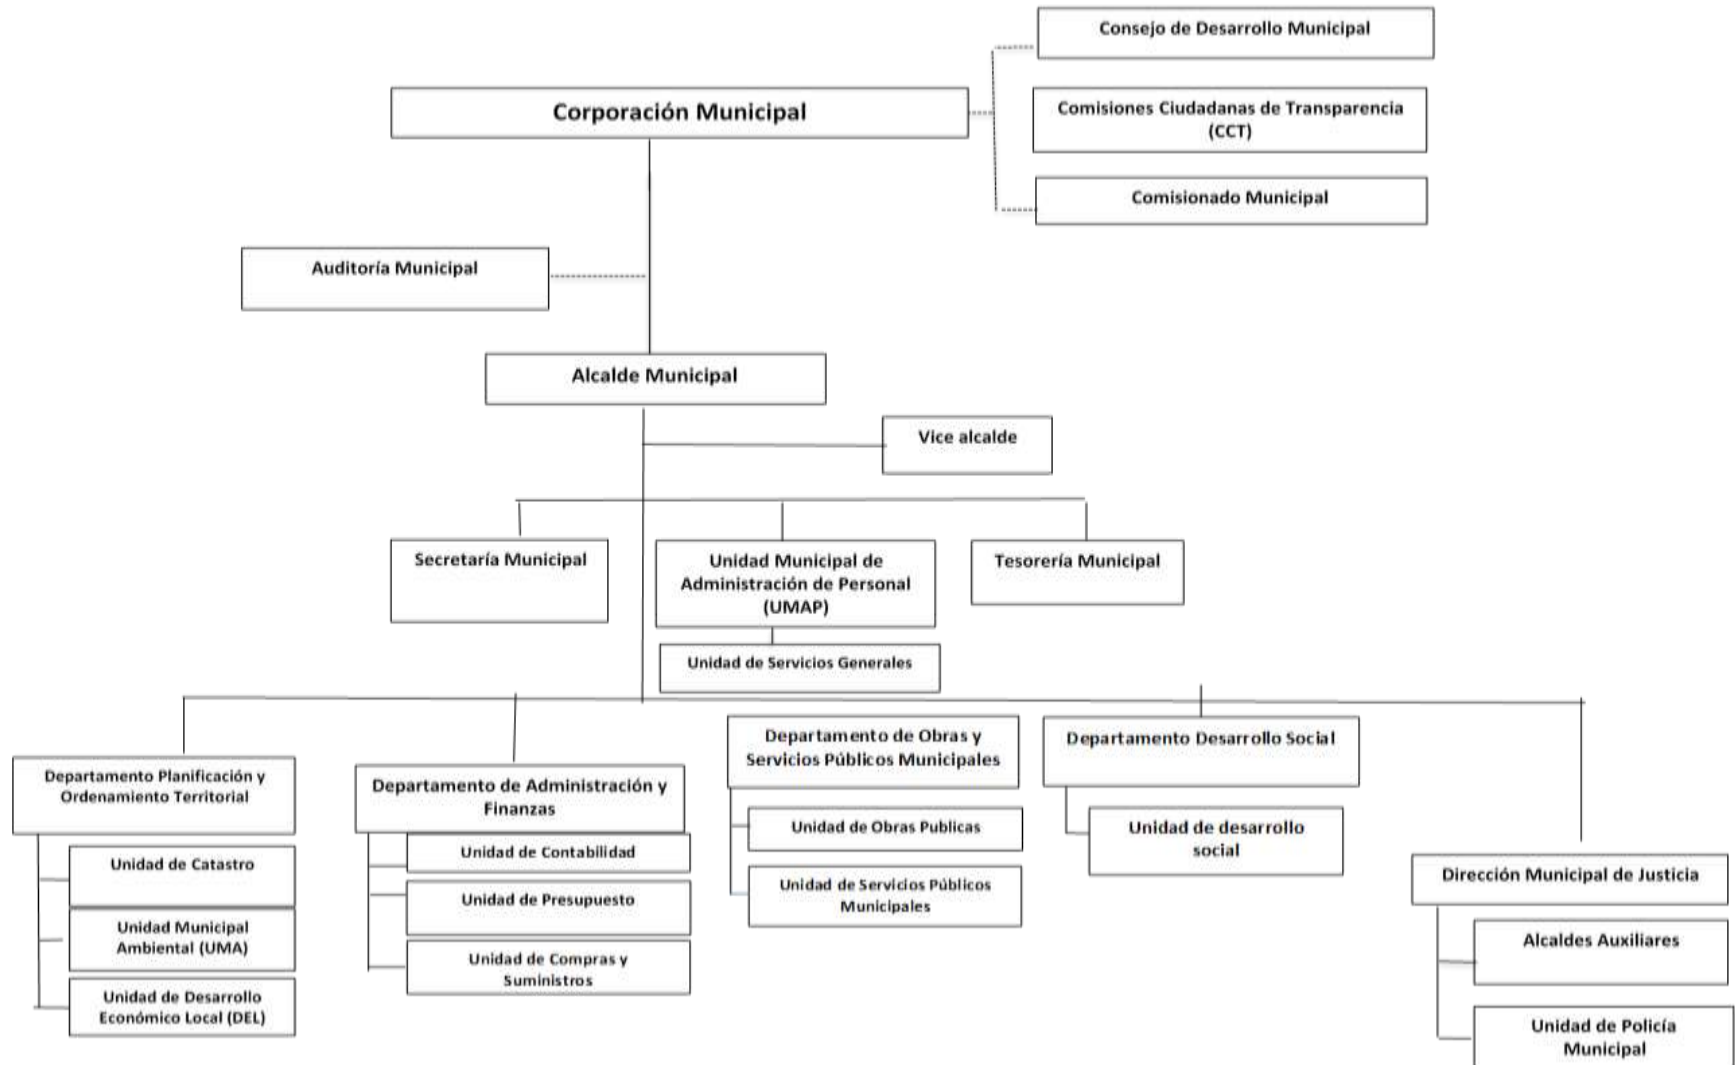 Consejo de Desarrollo Municipal
Corporación Municipal
Comisiones Ciudadanas de Transparencia
(CCT)
Comisionado Municipal
Auditoría Municipal
Alcalde Municipal
Vice alcalde
Secretaría Municipal
Unidad Municipal de
Administración de Personal
(UMAP)
Tesorería Municipal
Unidad de Servicios Generales
Departamento Planificación y
Ordenamiento Territorial
Unidad de Catastro
Unidad Municipal
Ambiental (UMA)
Unidad de Desarrollo
Económico Local (DEL)
Departamento de Administración y
Finanzas
Unidad de Contabilidad
Unidad de Presupuesto
Unidad de Compras y
Suministros
Departamento de Obras y
Servicios Públicos Municipales
Unidad de Obras Publicas
Unidad de Servicios Públicos
Municipales
Departamento Desarrollo Social
Unidad de desarrollo
social
Dirección Municipal de Justicia
Alcaldes Auxiliares
Unidad de Policía
Municipal